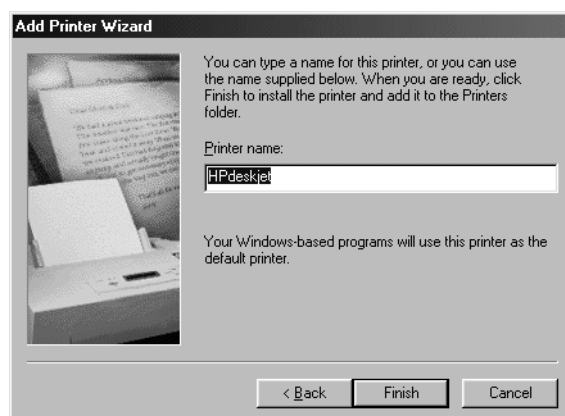 Add Printer Wizard
You can type a name for this printer, or you can use
the name supplied below. When you are ready, click
Finish to install the printer and add it to the Printers
folder.
Printer name:
HPdeskjet
Your Windows-based programs will use this printer as the
default printer.
< Back
Finish
Cancel